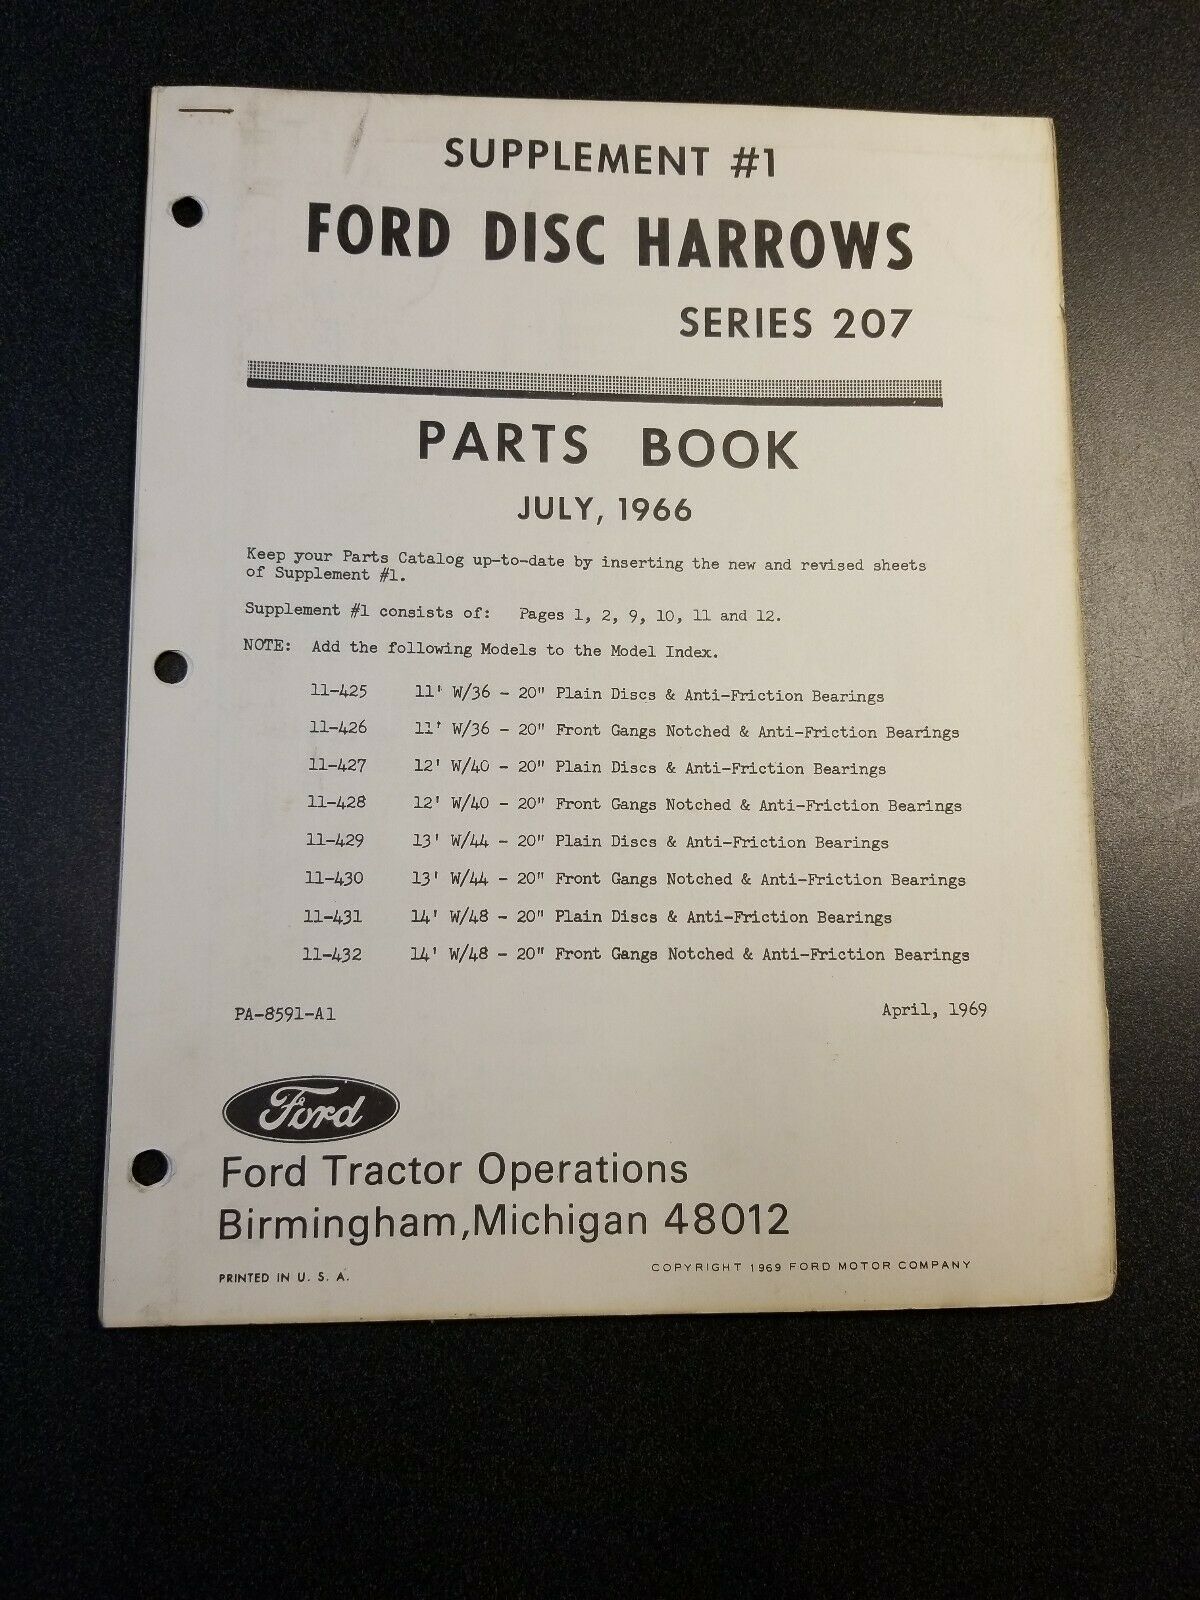 SUPPLEMENT #1
FORD DISC HARROWS
SERIES 207
PARTS BOOK
JULY, 1966
Keep your Parts Catalog up-to-date by inserting the new and revised sheets
of Supplement #1.
Supplement #1 consists of: Pages 1, 2, 9, 10, 11 and 12.
NOTE: Add the following Models to the Model Index.
11-425 11' W/36 - 20" Plain Discs & Anti-Friction Bearings
11-426 11' W/36 - 20" Front Gangs Notched & Anti-Friction Bearings
11-427 12' W/40 - 20" Plain Discs & Anti-Friction Bearings
11-428 12' W/40 - 20" Front Gangs Notched & Anti-Friction Bearings
11-429 13' W/44 - 20" Plain Discs & Anti-Friction Bearings
11-430 13' W/44 - 20" Front Gangs Notched & Anti-Friction Bearings
11-431 14' W/48 - 20" Plain Discs & Anti-Friction Bearings
11-432 14' W/48 - 20" Front Gangs Notched & Anti-Friction Bearings
PA-8591-A1 April, 1969
Ford
Ford Tractor Operations
Birmingham, Michigan 48012
PRINTED IN U. S. A. COPYRIGHT 1969 FORD MOTOR COMPANY